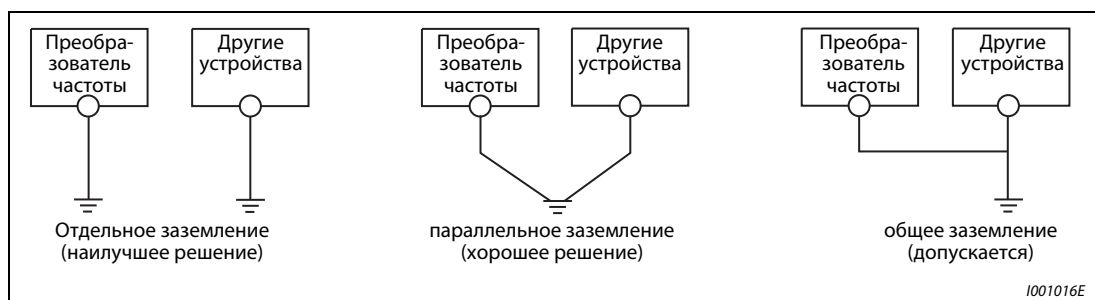 Преобра-
зователь
частоты
Другие
устройства
Отдельное заземление
(наилучшее решение)
Преобра-
зователь
частоты
Другие
устройства
параллельное заземление
(хорошее решение)
Преобра-
зователь
частоты
Другие
устройства
общее заземление
(допускается)
I001016E